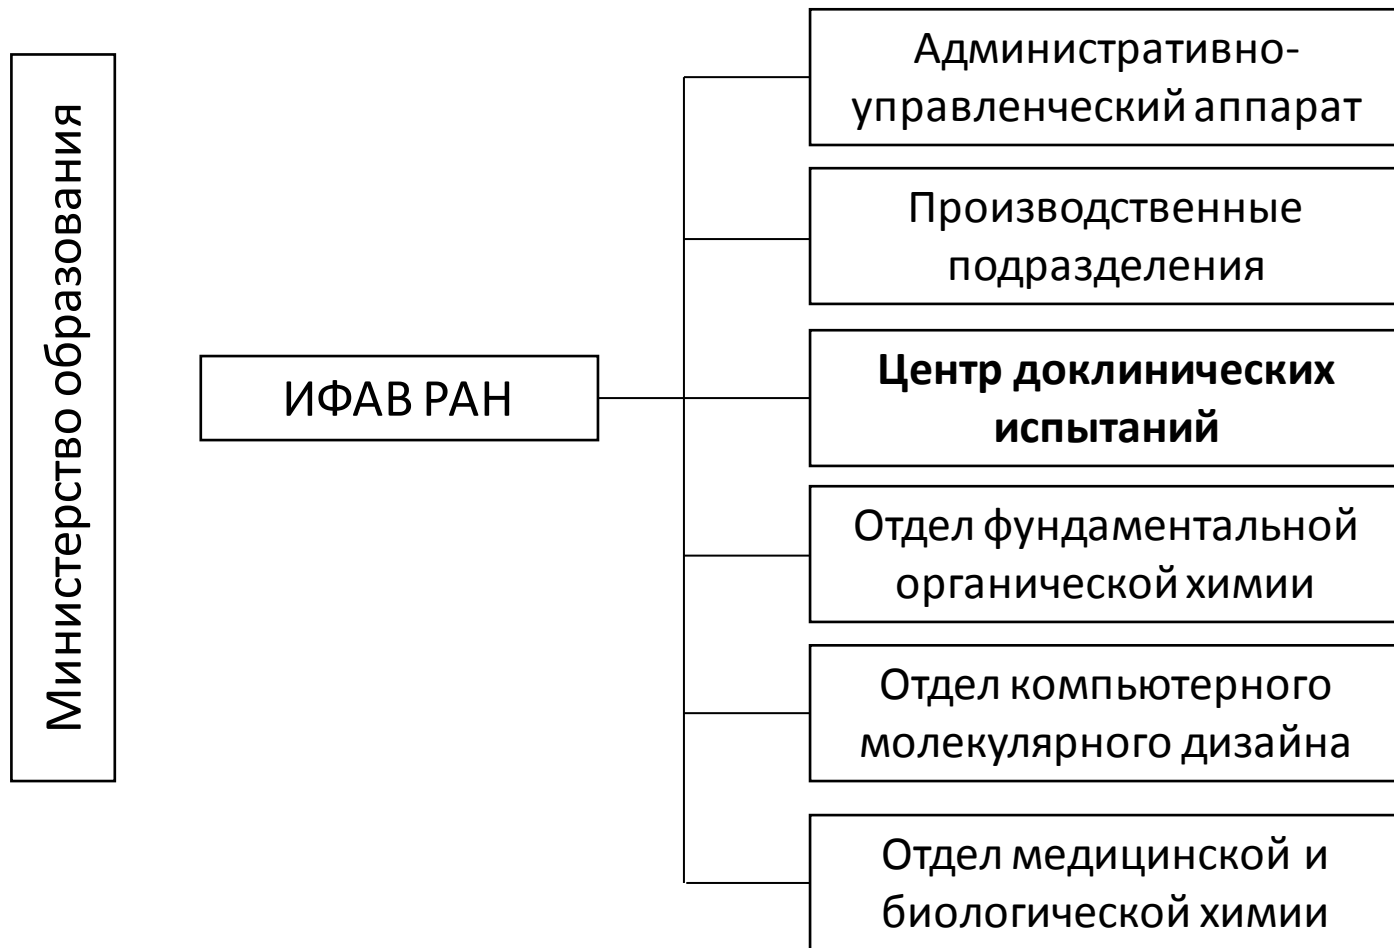 Министерство образования
ИФАВ РАН
Административно-
управленческий аппарат
Производственные
подразделения
Центр доклинических
испытаний
Отдел фундаментальной
органической химии
Отдел компьютерного
молекулярного дизайна
Отдел медицинской и
биологической химии